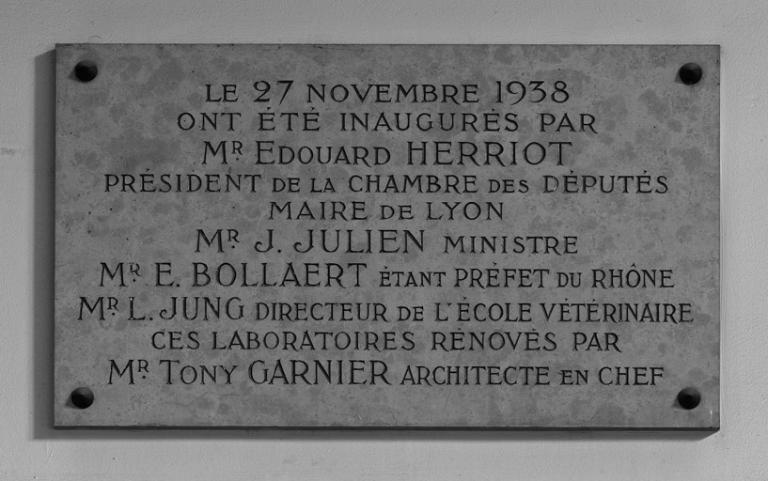 LE 27 NOVEMBRE 1938
ONT ÉTÉ INAUGURÉS PAR
MR EDOUARD HERRIOT
PRÉSIDENT DE LA CHAMBRE DES DÉPUTÉS
MAIRE DE LYON
MR J. JULIEN MINISTRE
MR E. BOLLAERT ÉTANT PRÉFET DU RHÔNE
MR L. JUNG DIRECTEUR DE L'ÉCOLE VÉTÉRINAIRE
CES LABORATOIRES RÉNOVÉS PAR
MR TONY GARNIER ARCHITECTE EN CHEF